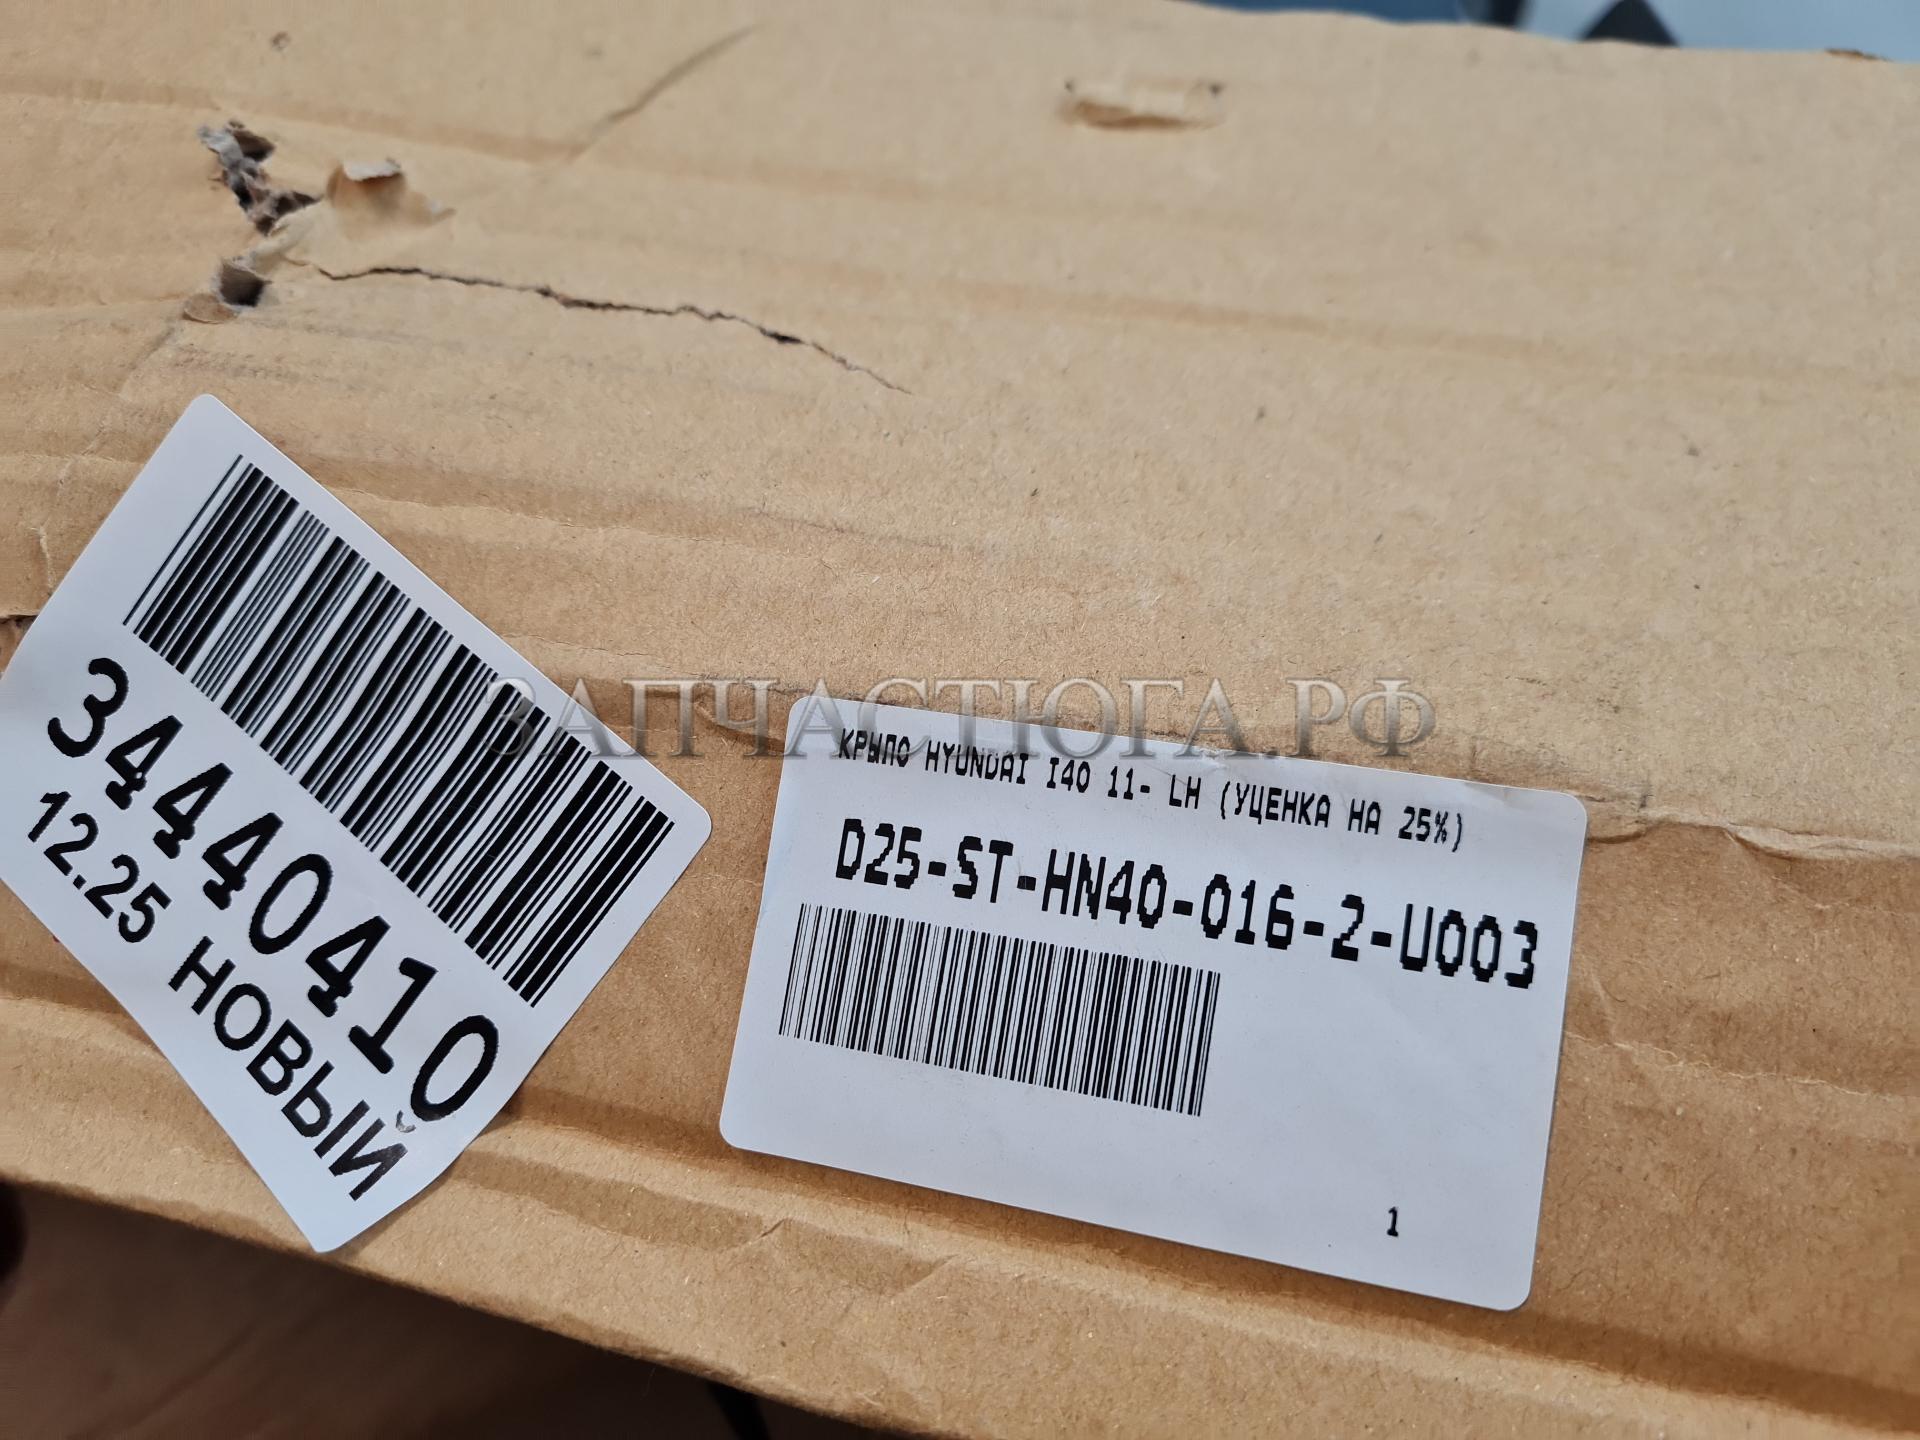 ЗАПЧАСТЮГА.РФ
3440410
12.25 НОВЫЙ
КРЫЛО HYUNDAI I40 11- LH (УЦЕНКА НА 25%)
D25-ST-HN40-016-2-U003
1